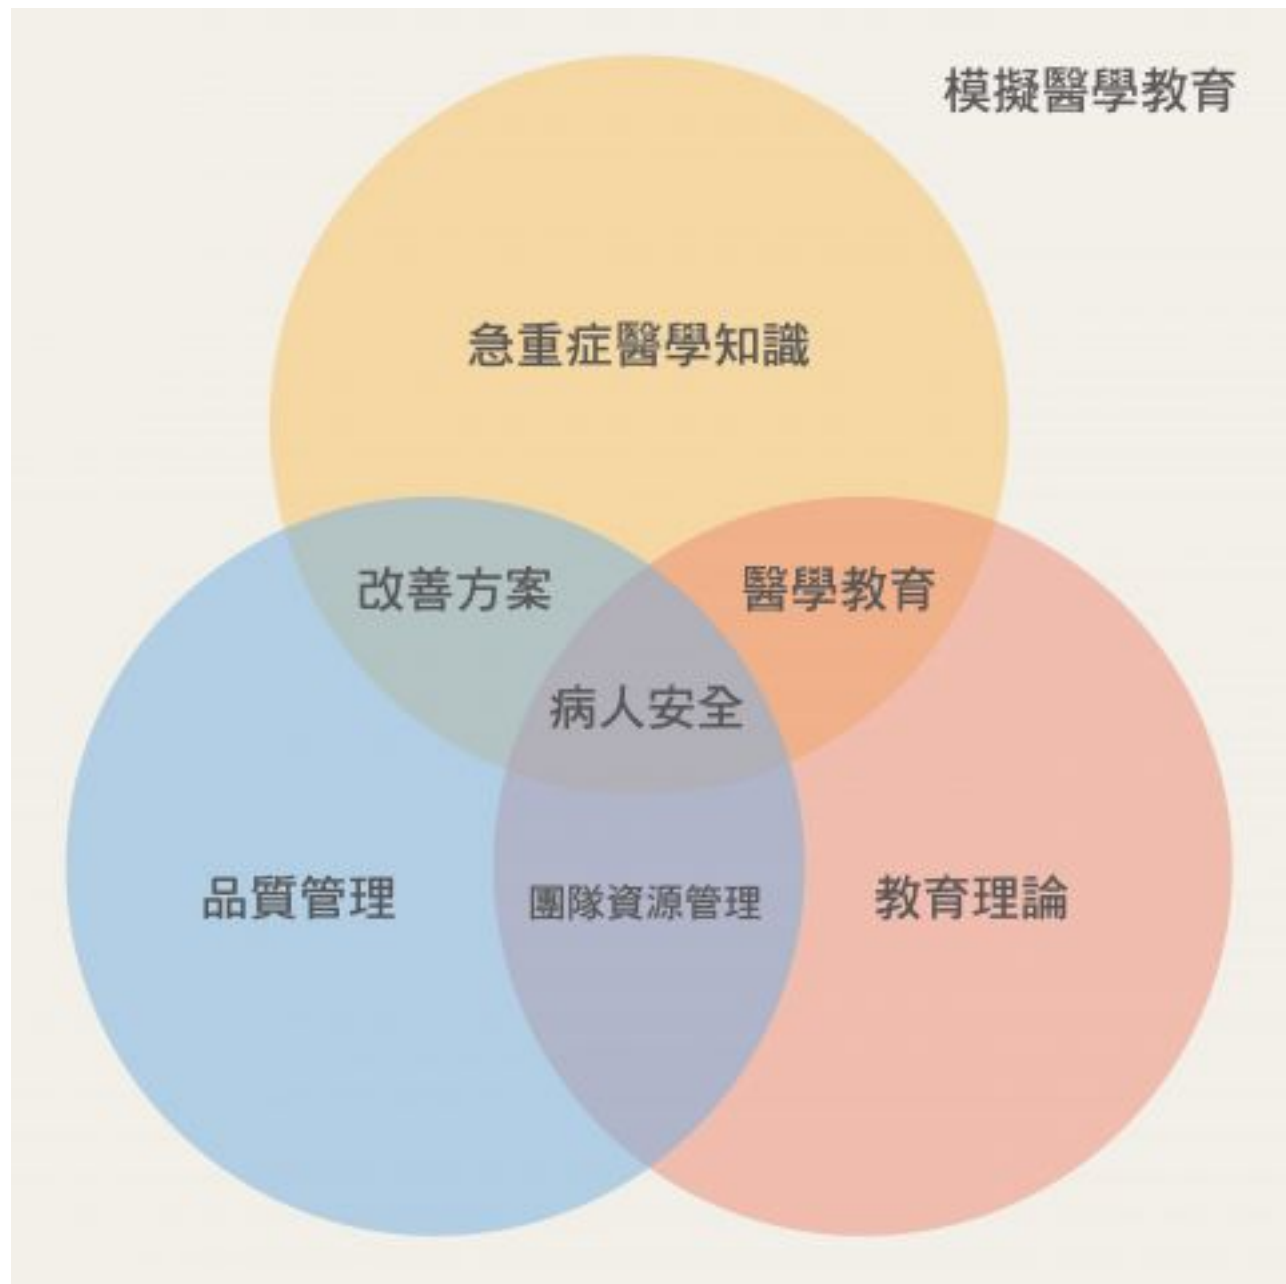 模擬醫學教育
急重症醫學知識
改善方案
醫學教育
病人安全
品質管理
團隊資源管理
教育理論